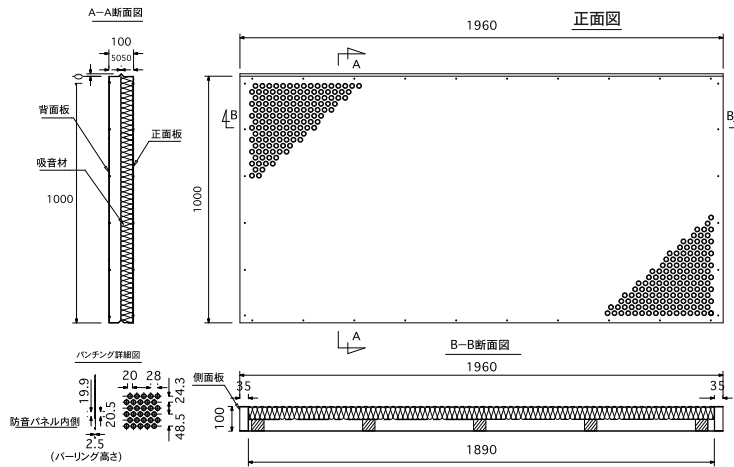 A−A断面図
100
5050
10
背面板
正面板
吸音材
1000
正面図
1960
A
B
B
1000
A
パンチング詳細図
20 28
19.9
20.5
24.3
48.5
防音パネル内側
2.5
(バーリング高さ)
B−B断面図
1960
側面板
35
35
100
1890